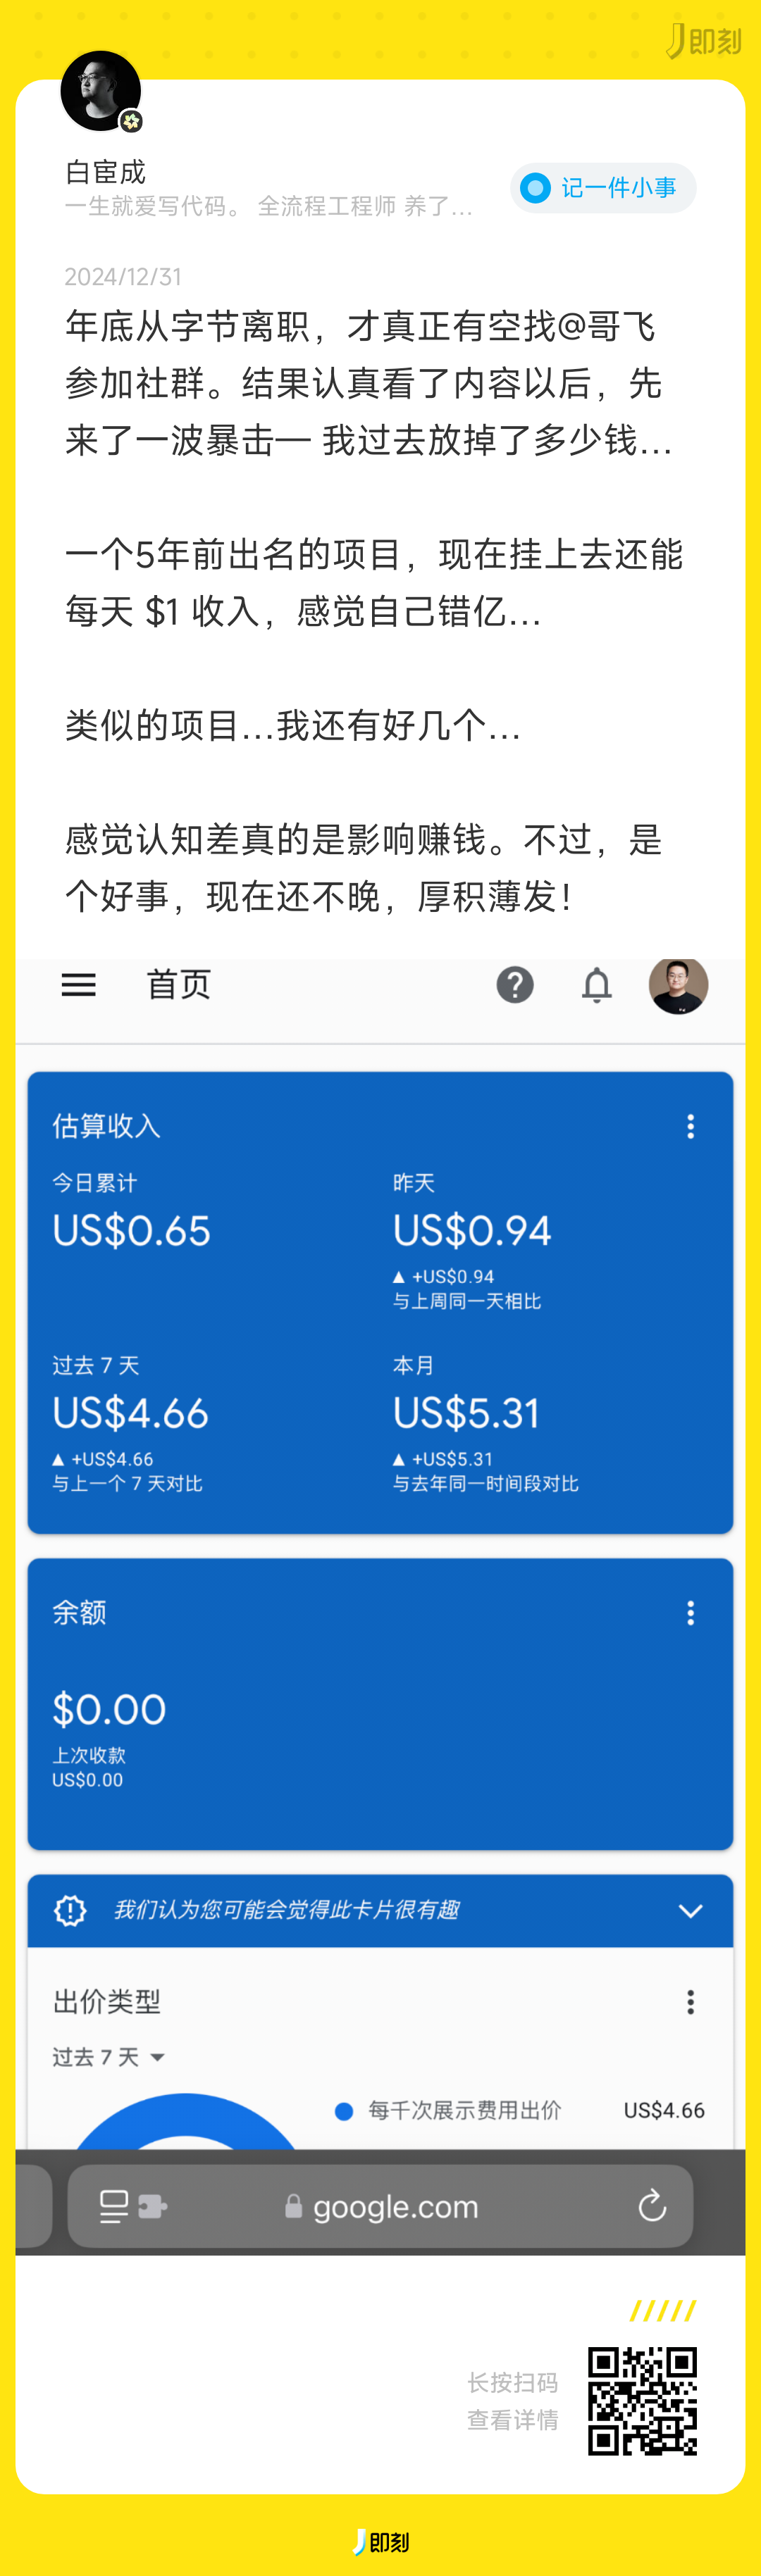 即刻
白宦成
一生就爱写代码。 全流程工程师 养了...
记一件小事
2024/12/31
年底从字节离职，才真正有空找@哥飞
参加社群。结果认真看了内容以后，先
来了一波暴击— 我过去放掉了多少钱...
一个5年前出名的项目，现在挂上去还能
每天 $1 收入，感觉自己错亿...
类似的项目...我还有好几个...
感觉认知差真的是影响赚钱。不过，是
个好事，现在还不晚，厚积薄发！
首页
估算收入
今日累计
US$0.65
昨天
US$0.94
▲ +US$0.94
与上周同一天相比
过去 7 天
US$4.66
▲ +US$4.66
与上一个 7 天对比
本月
US$5.31
▲ +US$5.31
与去年同一时间段对比
余额
$0.00
上次收款
US$0.00
我们认为您可能会觉得此卡片很有趣
出价类型
过去 7 天
每千次展示费用出价 US$4.66
google.com
长按扫码
查看详情
即刻